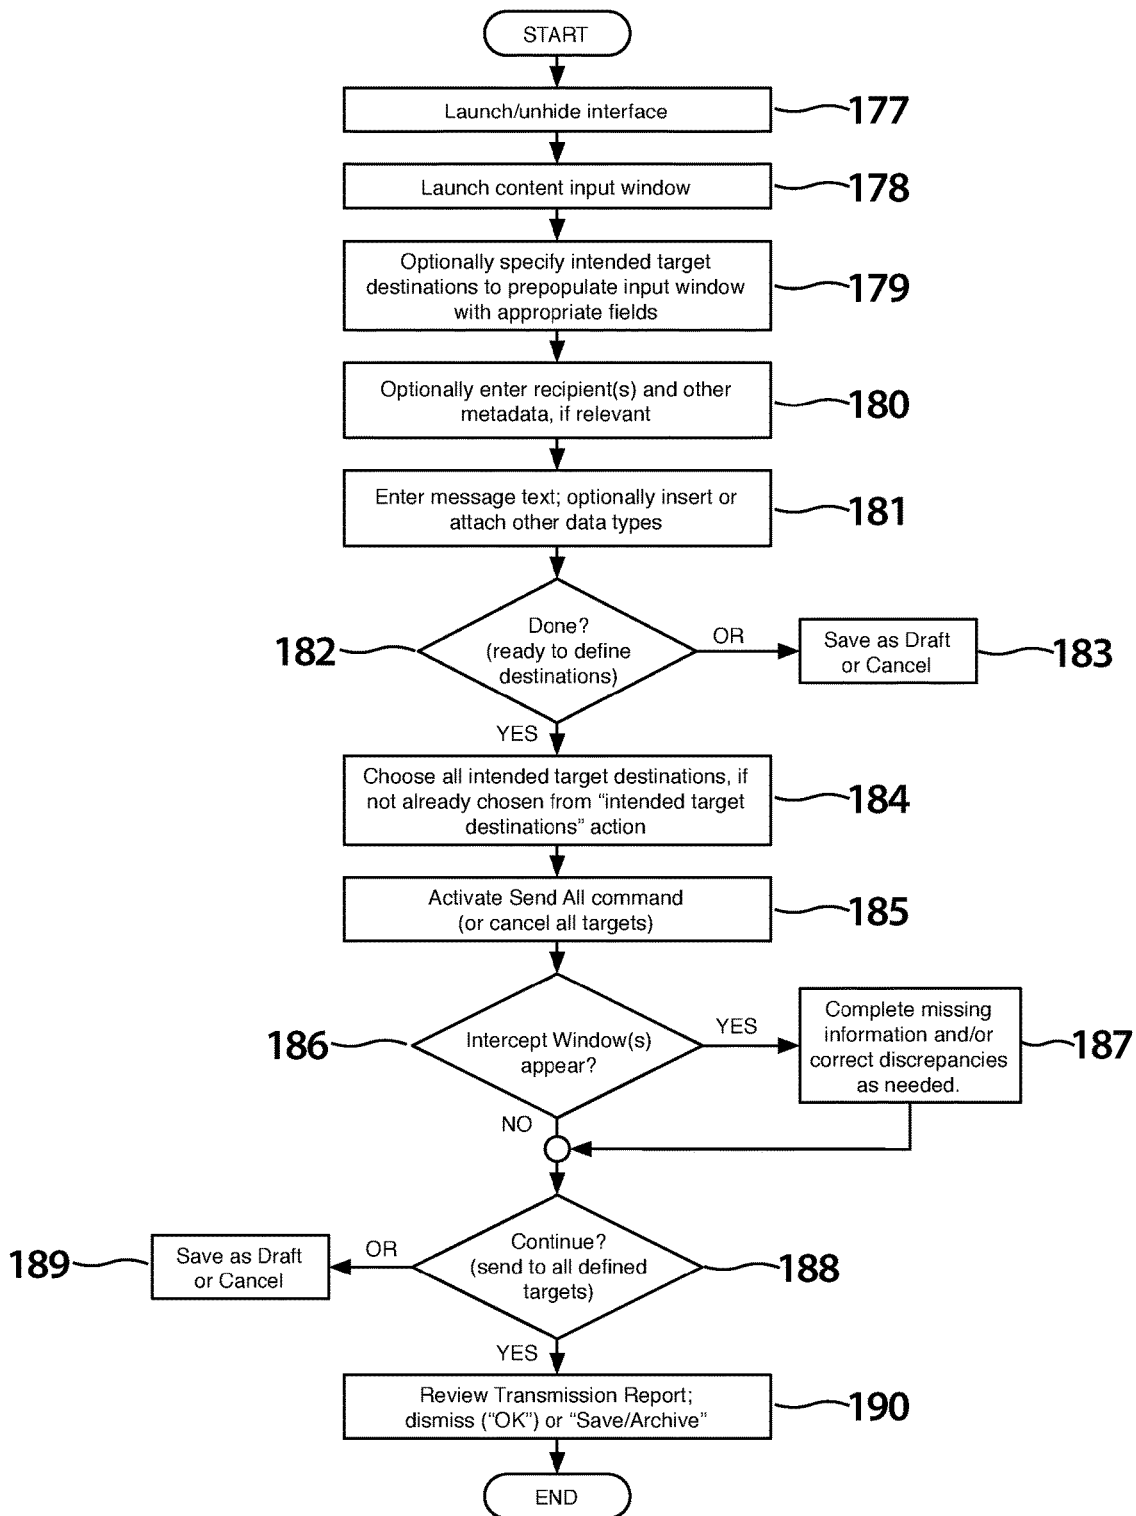 START
Launch/unhide interface
177
Launch content input window
178
Optionally specify intended target
destinations to prepopulate input window
with appropriate fields
179
Optionally enter recipient(s) and other
metadata, if relevant
180
Enter message text; optionally insert or
attach other data types
181
182
Done?
(ready to define
destinations)
OR
Save as Draft
or Cancel
183
YES
Choose all intended target destinations, if
not already chosen from “intended target
destinations” action
184
Activate Send All command
(or cancel all targets)
185
186
Intercept Window(s)
appear?
YES
Complete missing
information and/or
correct discrepancies
as needed.
187
NO
189
Save as Draft
or Cancel
OR
Continue?
(send to all defined
targets)
188
YES
Review Transmission Report;
dismiss (“OK”) or “Save/Archive”
190
END